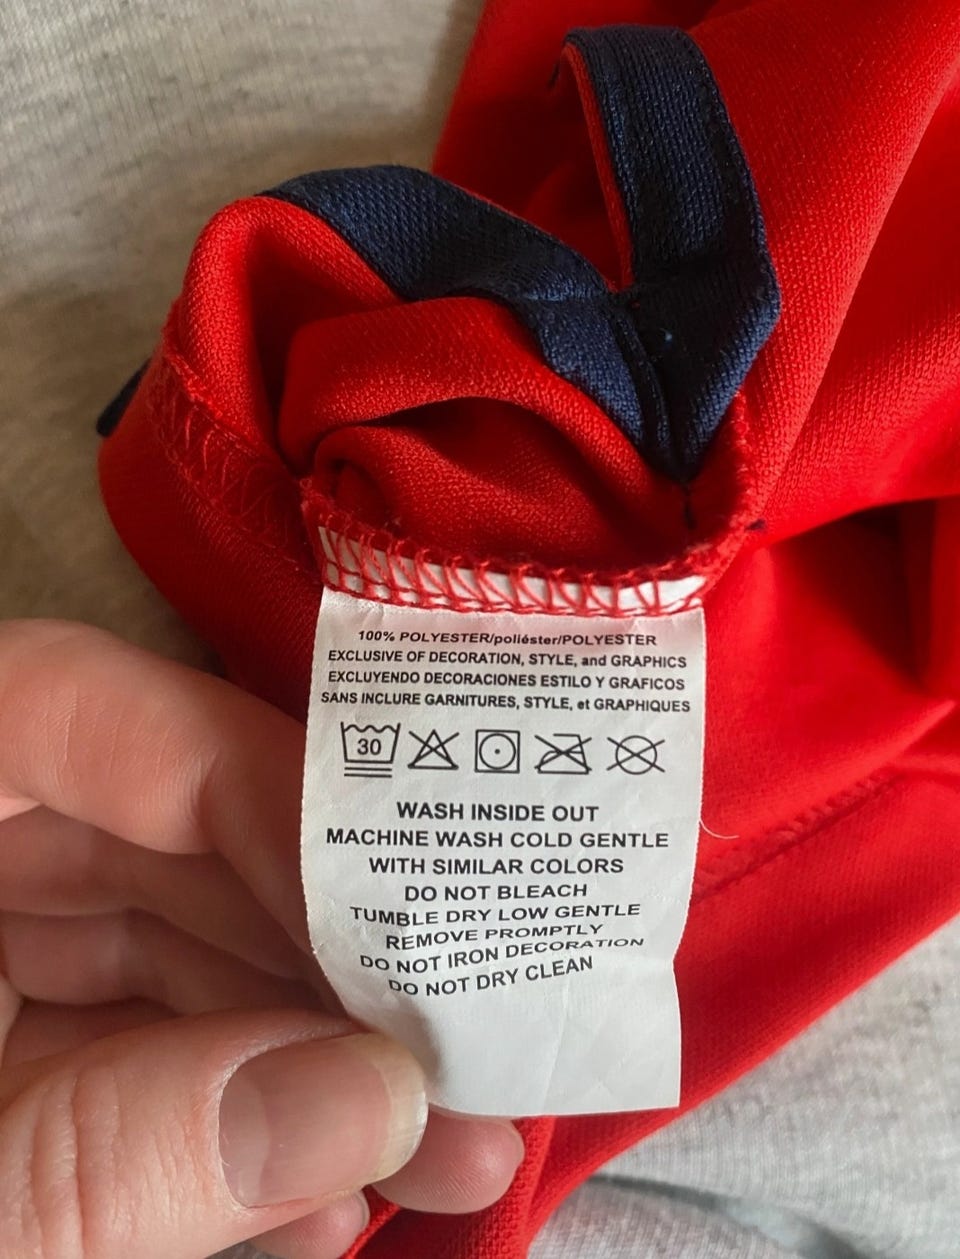 100% POLYESTER/poliéster/POLYESTER
EXCLUSIVE OF DECORATION, STYLE, and GRAPHICS
EXCLUYENDO DECORACIONES ESTILO Y GRAFICOS
SANS INCLURE GARNITURES, STYLE, et GRAPHIQUES
30
WASH INSIDE OUT
MACHINE WASH COLD GENTLE
WITH SIMILAR COLORS
DO NOT BLEACH
TUMBLE DRY LOW GENTLE
REMOVE PROMPTLY
DO NOT IRON DECORATION
DO NOT DRY CLEAN